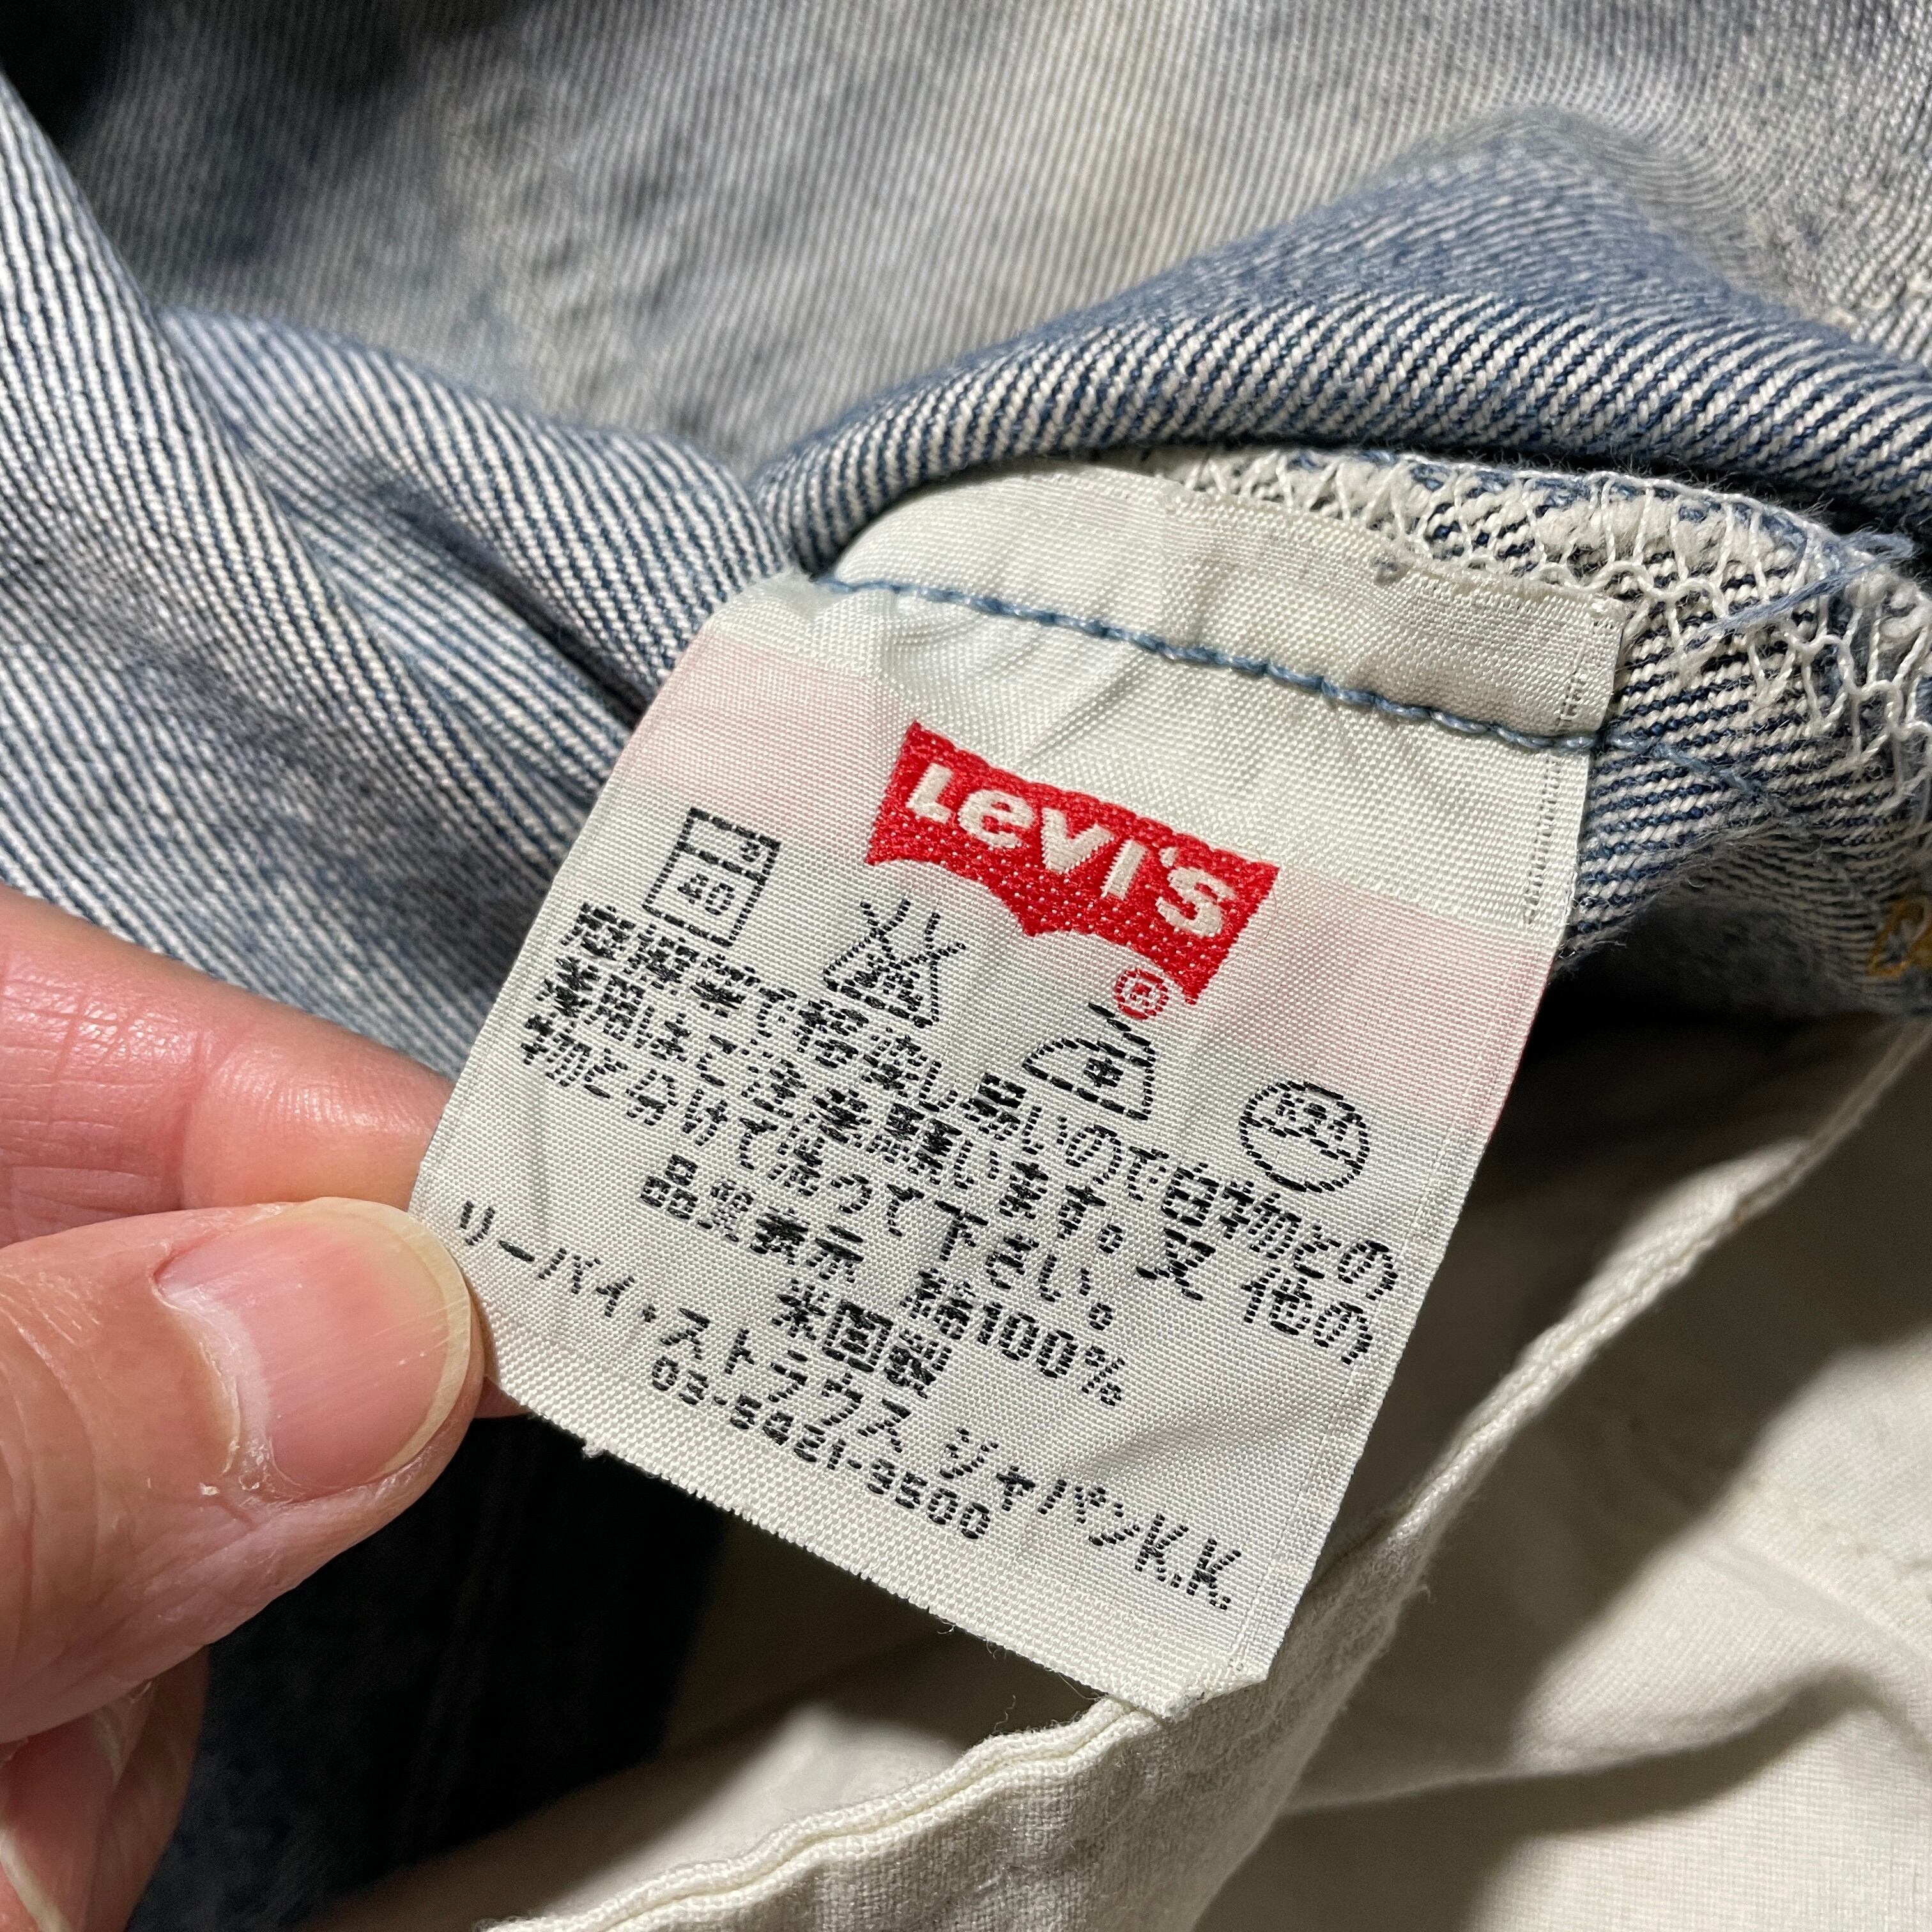 Levi's
®
40
湿摩擦で移染し易いので白物との
着用はご注意願います。又 他の
物と分けて洗って下さい。
品質表示 綿100%
米国製
リーバイ・ストラウス ジャパンK.K.
03-5421-9500